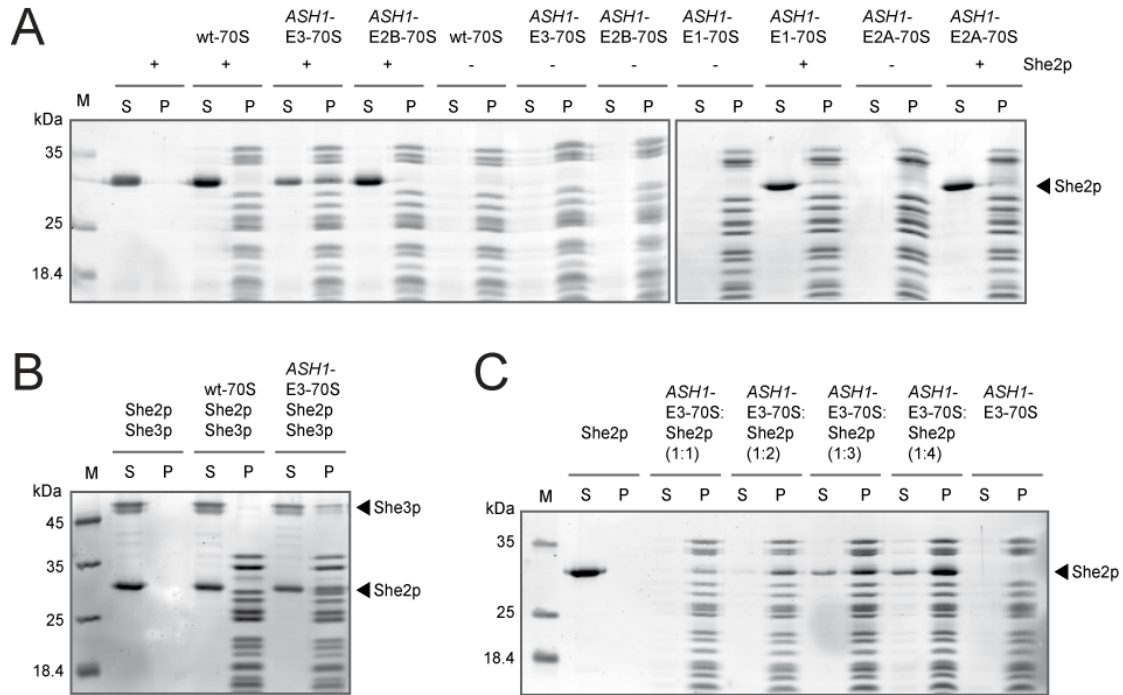 A
wt-70S ASH1-E3-70S ASH1-E2B-70S wt-70S ASH1-E3-70S ASH1-E2B-70S ASH1-E1-70S ASH1-E1-70S ASH1-E2A-70S ASH1-E2A-70S
+ + + + - - - - + - + She2p
M S P S P S P S P S P S P S P S P S P S P S P
kDa
35
25
18.4
She2p
B
She2p She3p
wt-70S She2p She3p
ASH1-E3-70S She2p She3p
M S P S P S P
kDa
45
35
25
18.4
She3p
She2p
C
She2p
ASH1-E3-70S: She2p (1:1)
ASH1-E3-70S: She2p (1:2)
ASH1-E3-70S: She2p (1:3)
ASH1-E3-70S: She2p (1:4)
ASH1-E3-70S
M S P S P S P S P S P S P
kDa
35
25
18.4
She2p